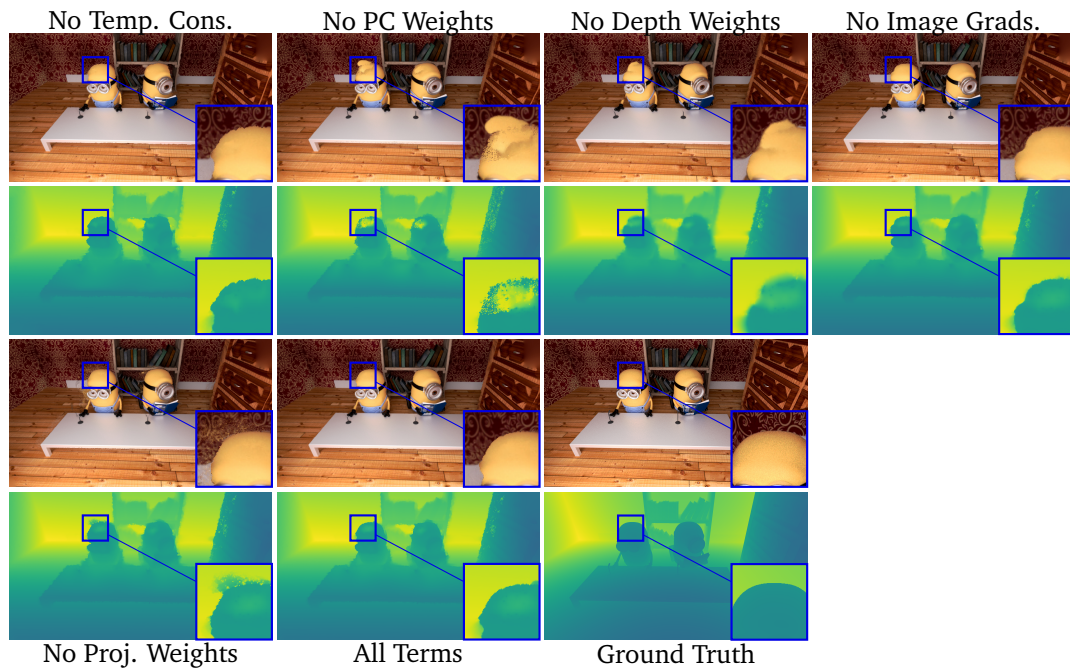 No Temp. Cons.
No PC Weights
No Depth Weights
No Image Grads.
No Proj. Weights
All Terms
Ground Truth